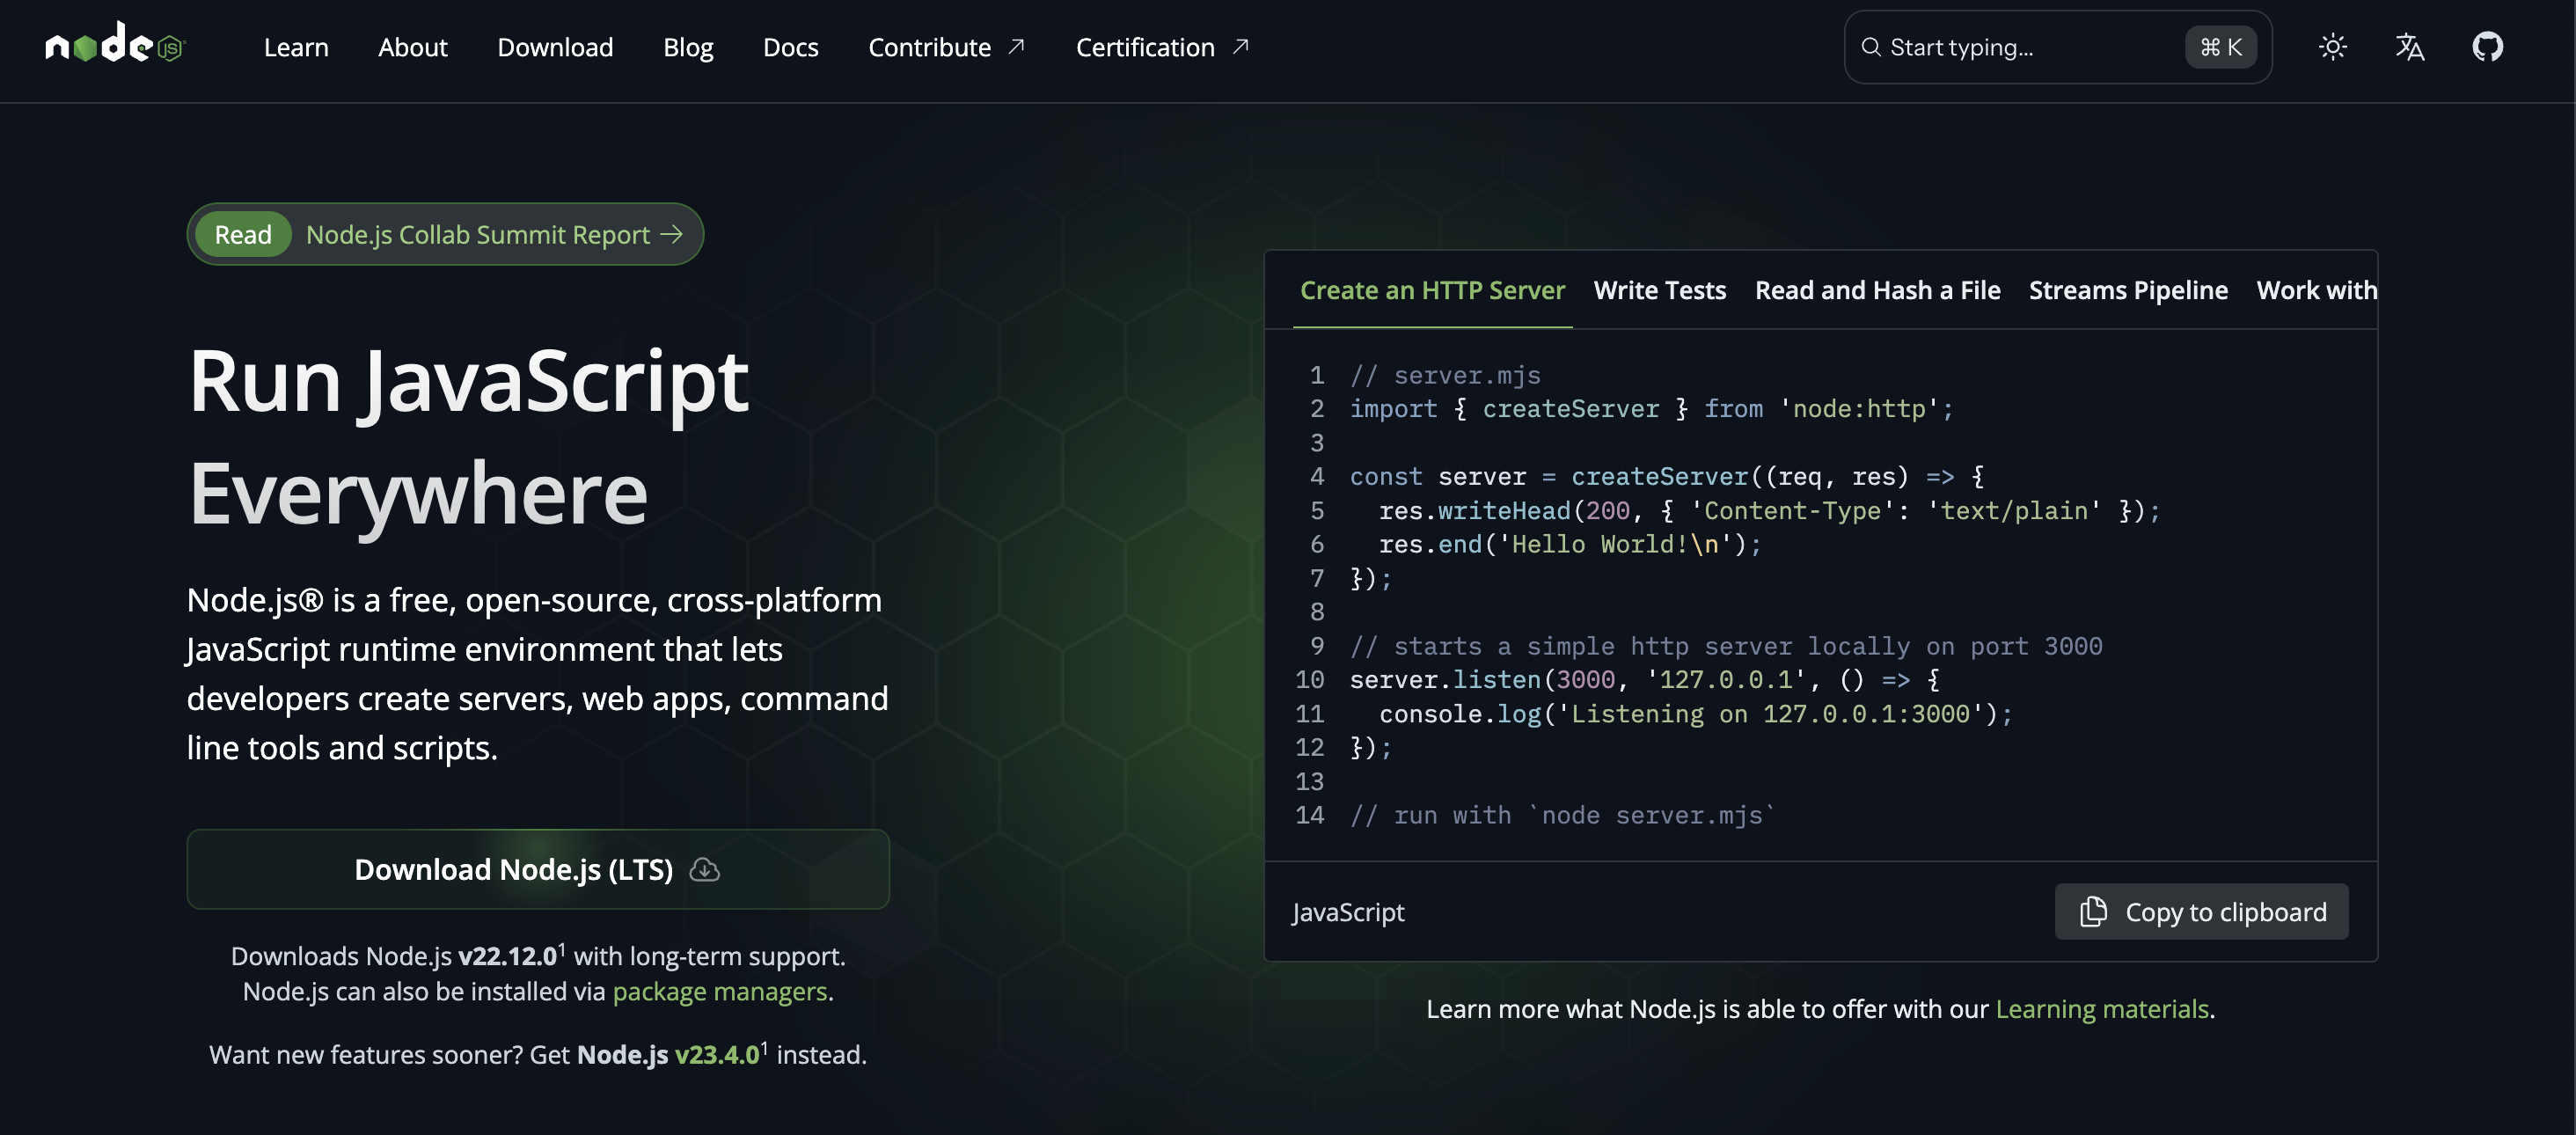 node JS
Learn
About
Download
Blog
Docs
Contribute
Certification
Start typing...
⌘ K
Read
Node.js Collab Summit Report →
Run JavaScript
Everywhere
Node.js® is a free, open-source, cross-platform
JavaScript runtime environment that lets
developers create servers, web apps, command
line tools and scripts.
Download Node.js (LTS)
Downloads Node.js v22.12.0¹ with long-term support.
Node.js can also be installed via package managers.
Want new features sooner? Get Node.js v23.4.0¹ instead.
Create an HTTP Server
Write Tests
Read and Hash a File
Streams Pipeline
Work with
1 // server.mjs
2 import { createServer } from 'node:http';
3
4 const server = createServer((req, res) => {
5   res.writeHead(200, { 'Content-Type': 'text/plain' });
6   res.end('Hello World!\n');
7 });
8
9 // starts a simple http server locally on port 3000
10 server.listen(3000, '127.0.0.1', () => {
11   console.log('Listening on 127.0.0.1:3000');
12 });
13
14 // run with `node server.mjs`
JavaScript
Copy to clipboard
Learn more what Node.js is able to offer with our Learning materials.